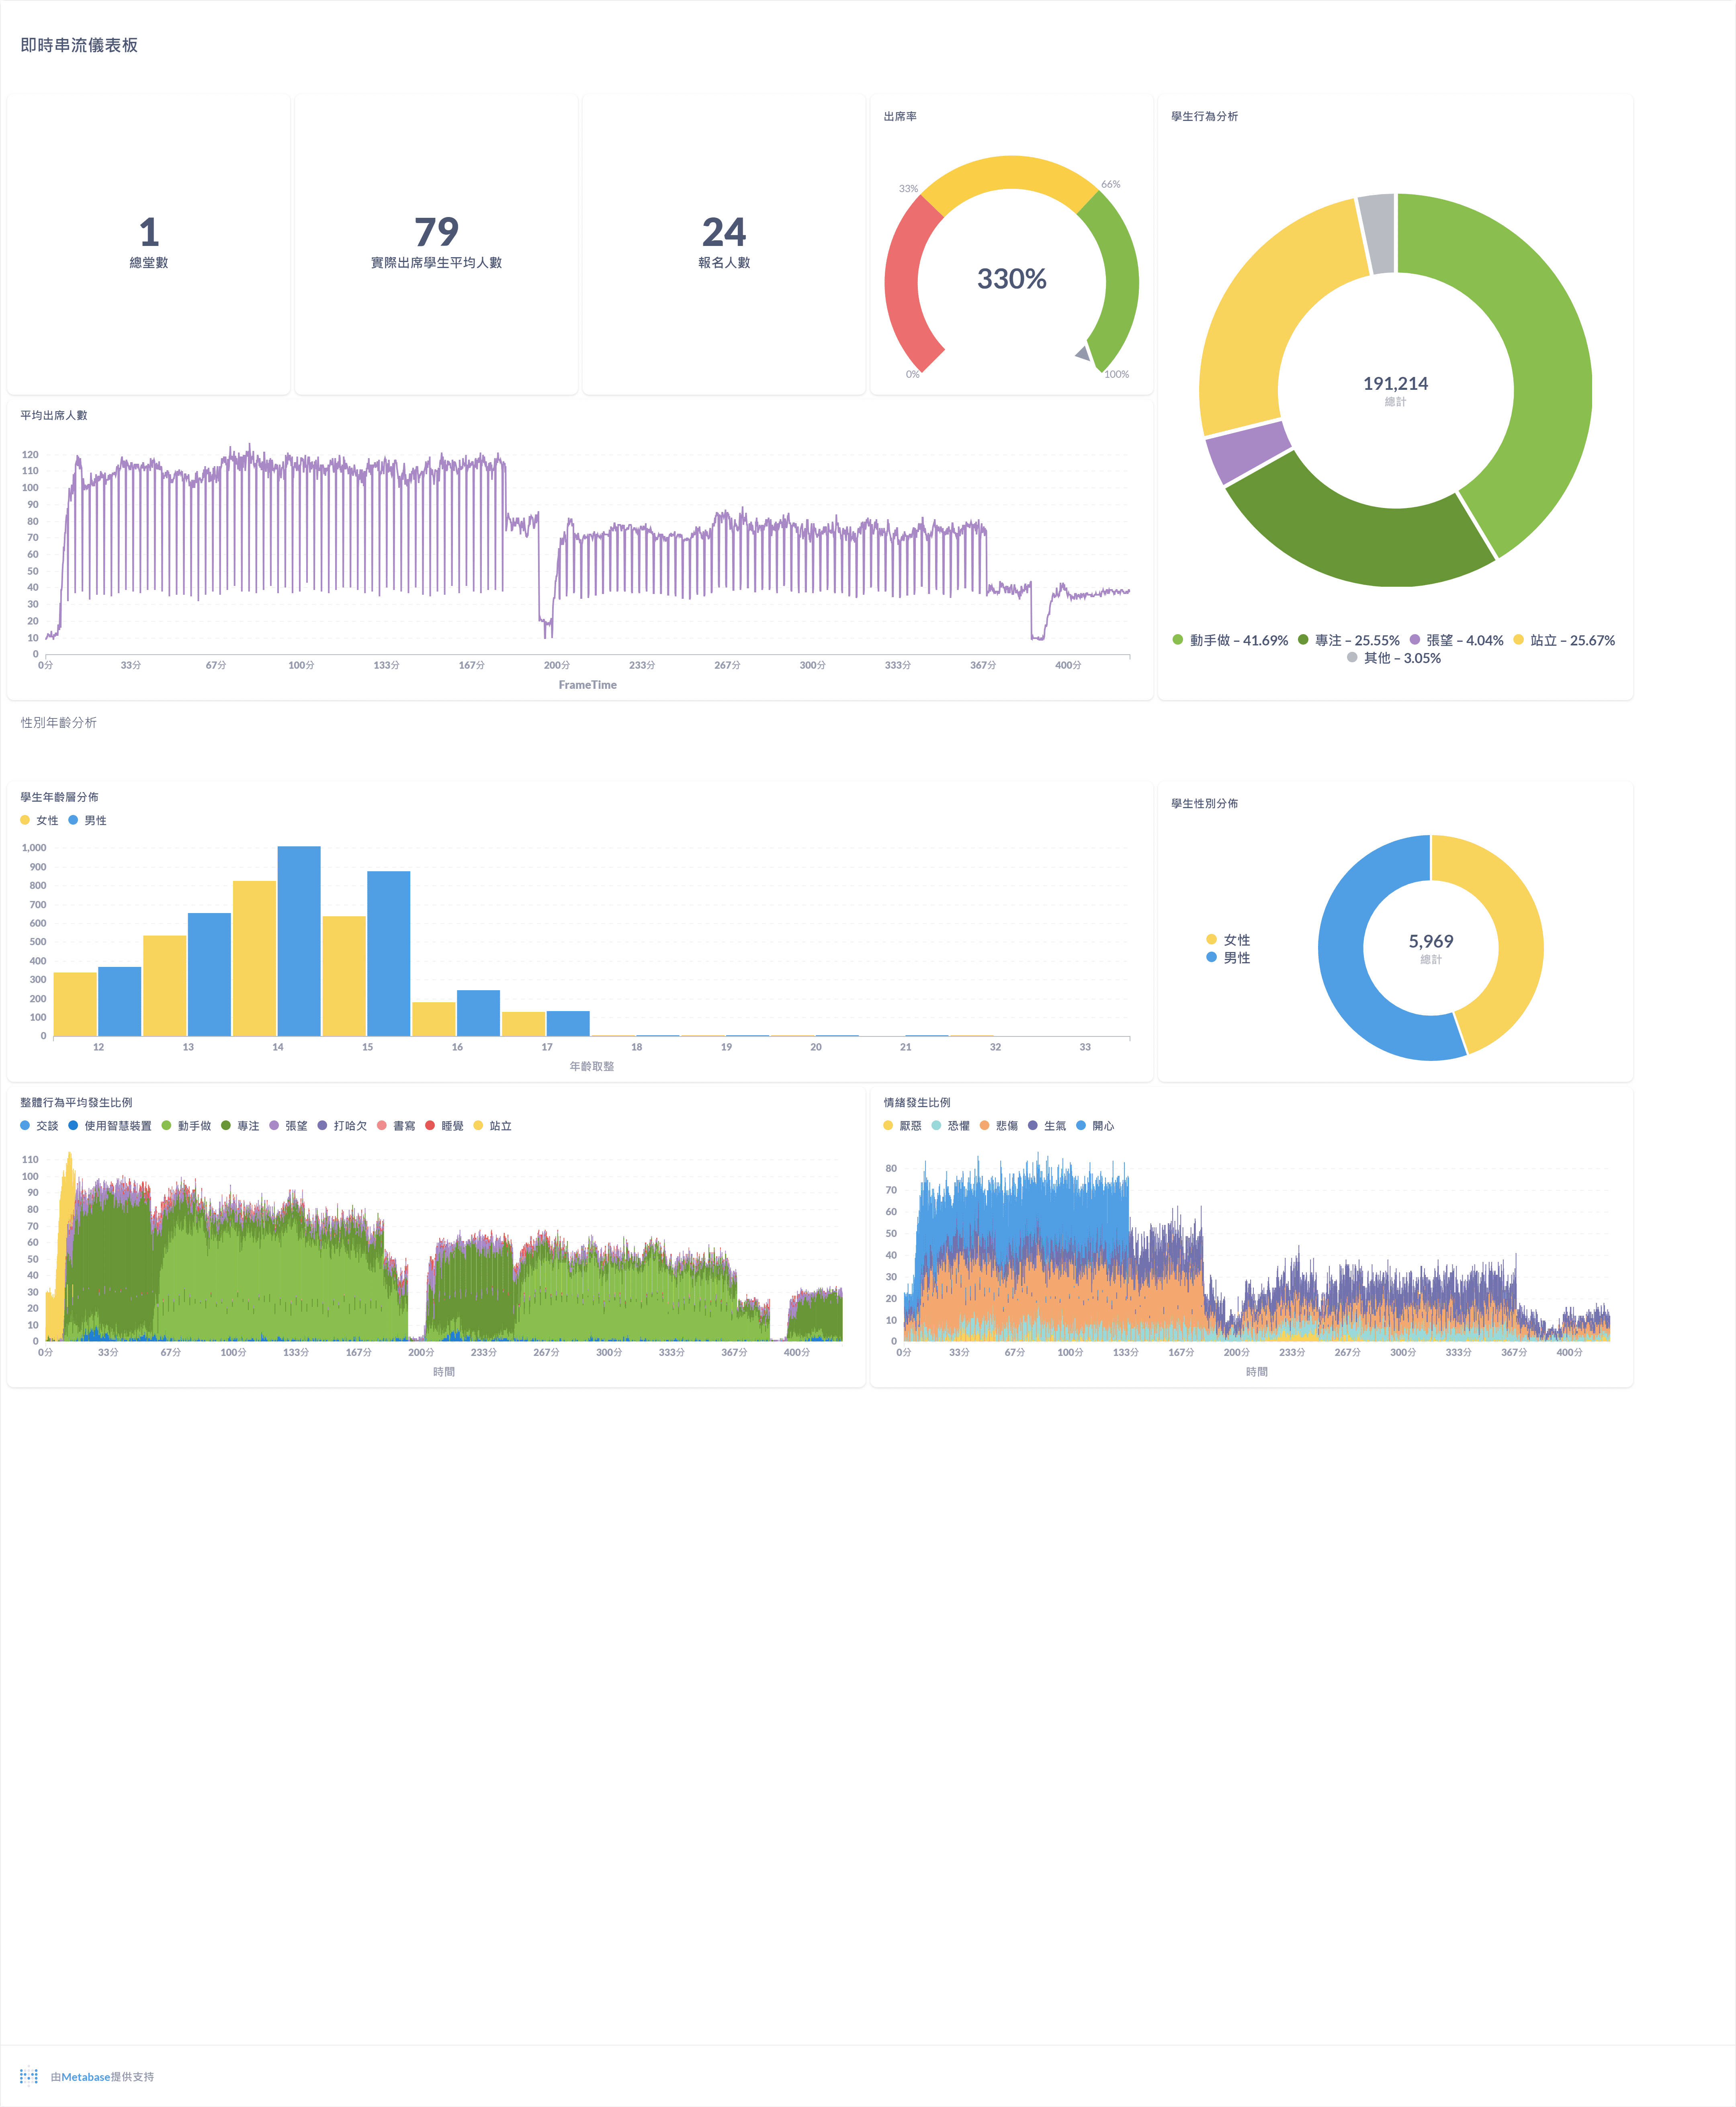 即時串流儀表板
1
總堂數
79
實際出席學生平均人數
24
報名人數
出席率
33%
66%
330%
0%
100%
學生行為分析
191,214
總計
動手做 – 41.69% 專注 – 25.55% 張望 – 4.04% 站立 – 25.67%
其他 – 3.05%
平均出席人數
120
110
100
90
80
70
60
50
40
30
20
10
0
0分 33分 67分 100分 133分 167分 200分 233分 267分 300分 333分 367分 400分
FrameTime
性別年齡分析
學生年齡層分佈
女性 男性
1,000
900
800
700
600
500
400
300
200
100
0
12 13 14 15 16 17 18 19 20 21 32 33
年齡取整
學生性別分佈
女性
男性
5,969
總計
整體行為平均發生比例
交談 使用智慧裝置 動手做 專注 張望 打哈欠 書寫 睡覺 站立
110
100
90
80
70
60
50
40
30
20
10
0
0分 33分 67分 100分 133分 167分 200分 233分 267分 300分 333分 367分 400分
時間
情緒發生比例
厭惡 恐懼 悲傷 生氣 開心
80
70
60
50
40
30
20
10
0
0分 33分 67分 100分 133分 167分 200分 233分 267分 300分 333分 367分 400分
時間
由Metabase提供支持